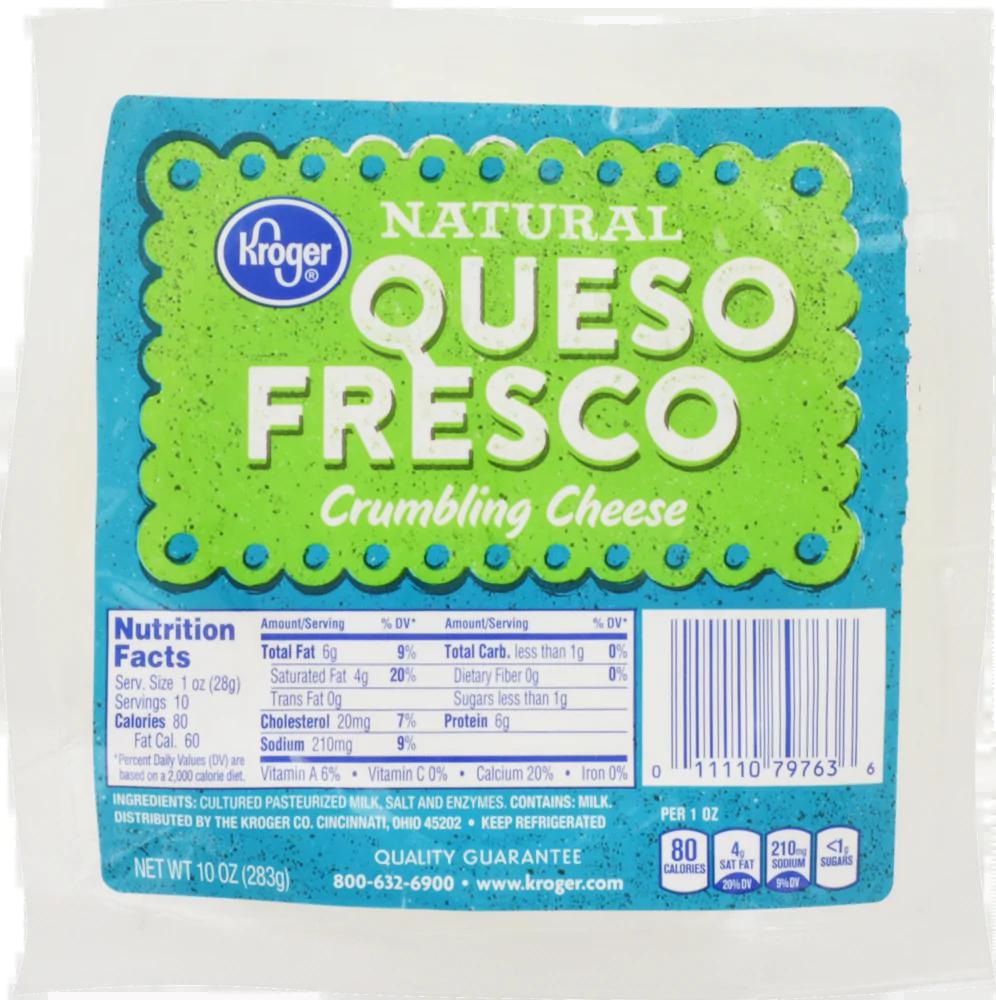 Kroger®
NATURAL
QUESO
FRESCO
Crumbling Cheese
Nutrition
Facts
Serv. Size 1 oz (28g)
Servings 10
Calories 80
Fat Cal. 60
*Percent Daily Values (DV) are
based on a 2,000 calorie diet.
Amount/Serving % DV* Amount/Serving % DV*
Total Fat 6g 9% Total Carb. less than 1g 0%
Saturated Fat 4g 20% Dietary Fiber 0g 0%
Trans Fat 0g Sugars less than 1g
Cholesterol 20mg 7% Protein 6g
Sodium 210mg 9%
Vitamin A 6% • Vitamin C 0% • Calcium 20% • Iron 0%
0 11110 79763 6
INGREDIENTS: CULTURED PASTEURIZED MILK, SALT AND ENZYMES. CONTAINS: MILK.
DISTRIBUTED BY THE KROGER CO. CINCINNATI, OHIO 45202 • KEEP REFRIGERATED
NET WT 10 OZ (283g)
QUALITY GUARANTEE
800-632-6900 • www.kroger.com
PER 1 OZ
80 CALORIES
4g SAT FAT 20% DV
210mg SODIUM 9% DV
<1g SUGARS